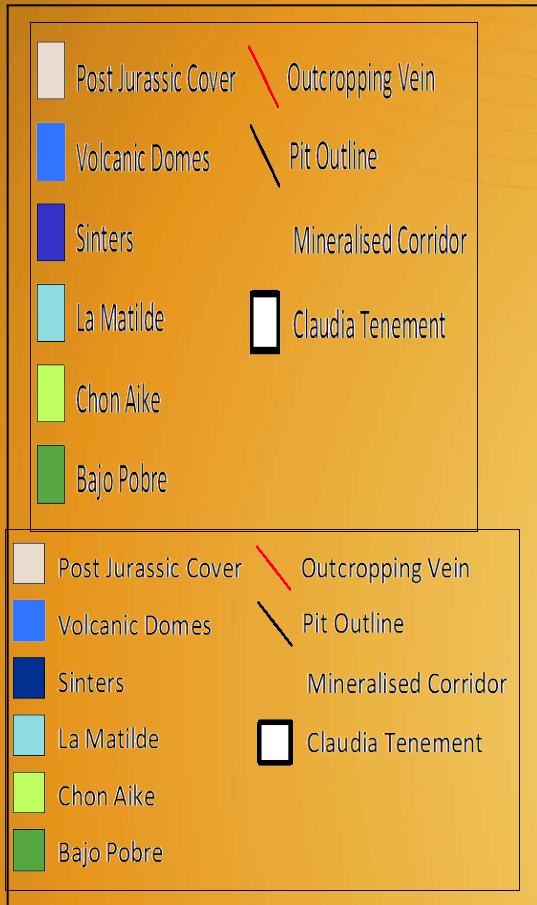 Post Jurassic Cover
Outcropping Vein
Volcanic Domes
Pit Outline
Sinters
Mineralised Corridor
La Matilde
Claudia Tenement
Chon Aike
Bajo Pobre
Post Jurassic Cover
Outcropping Vein
Volcanic Domes
Pit Outline
Sinters
Mineralised Corridor
La Matilde
Claudia Tenement
Chon Aike
Bajo Pobre